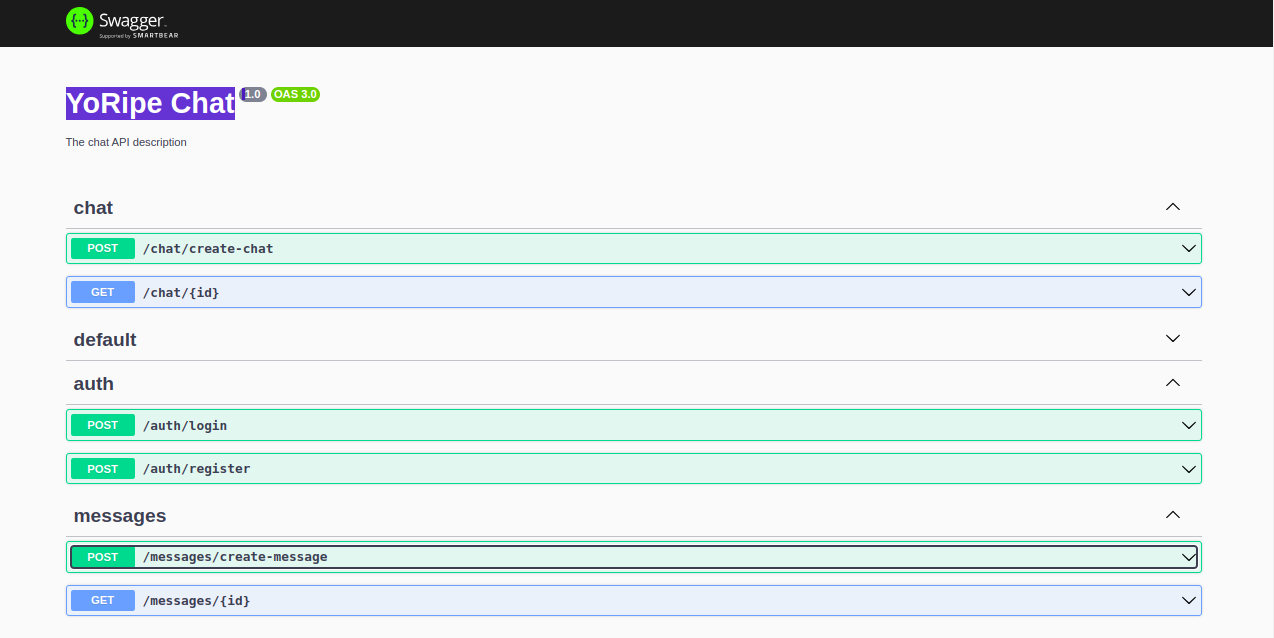 Swagger.
Supported by SMARTBEAR
YoRipe Chat 1.0 OAS 3.0
The chat API description
chat
POST /chat/create-chat
GET /chat/{id}
default
auth
POST /auth/login
POST /auth/register
messages
POST /messages/create-message
GET /messages/{id}